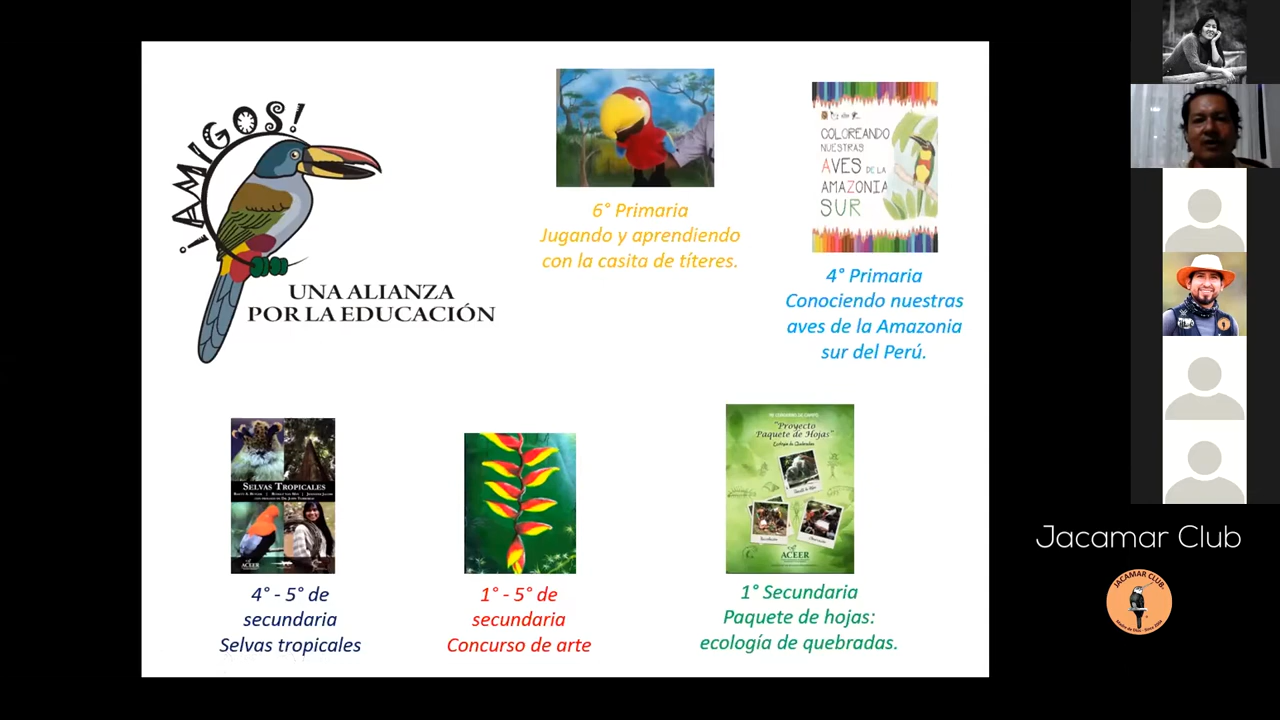 ¡AMIGOS!
UNA ALIANZA
POR LA EDUCACIÓN
6° Primaria
Jugando y aprendiendo
con la casita de títeres.
COLOREANDO
NUESTRAS
AVES DE LA
AMAZONIA
SUR
4° Primaria
Conociendo nuestras
aves de la Amazonia
sur del Perú.
SELVAS TROPICALES
4° - 5° de
secundaria
Selvas tropicales
1° - 5° de
secundaria
Concurso de arte
"Proyecto
Paquete de Hojas"
Ecología de Quebradas
ACEER
1° Secundaria
Paquete de hojas:
ecología de quebradas.
Jacamar Club
JACAMAR CLUB